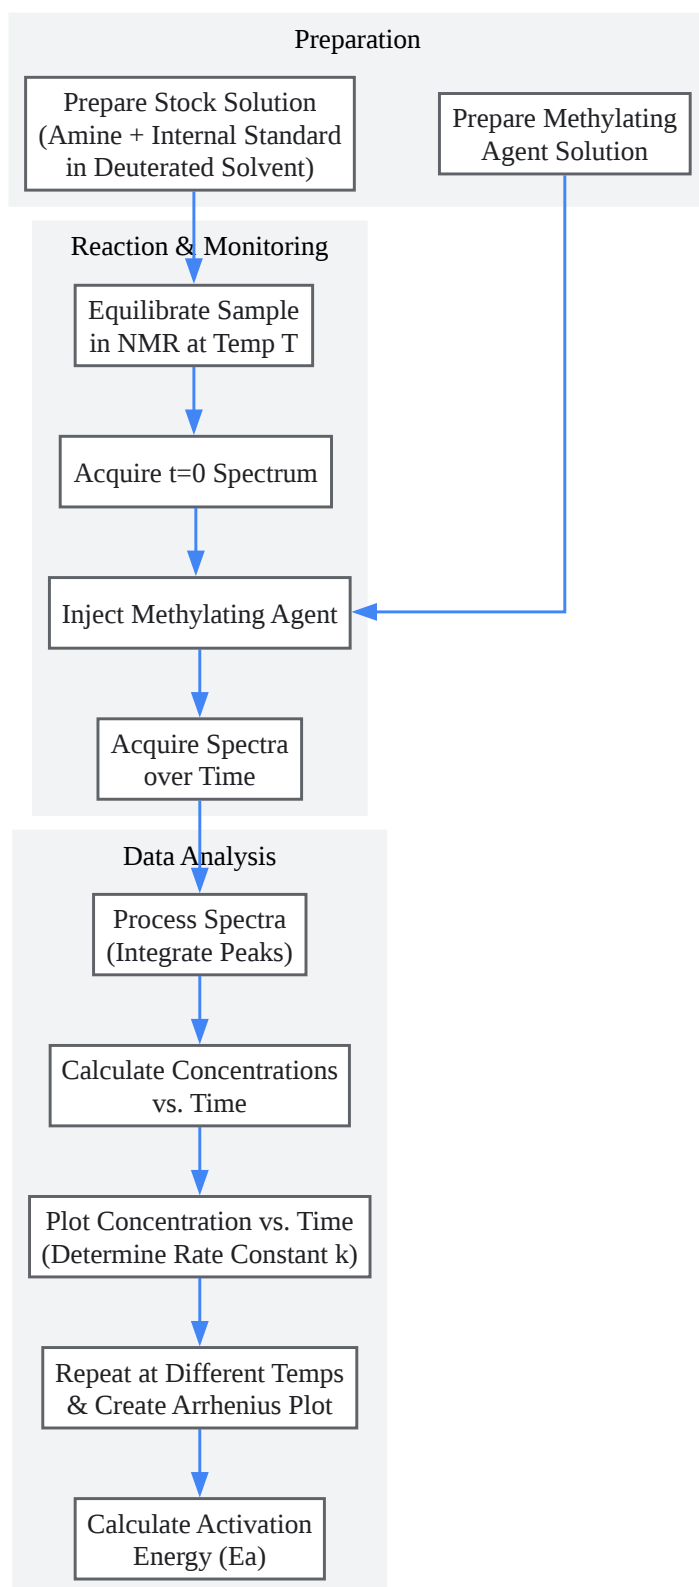 Preparation
Prepare Stock Solution
(Amine + Internal Standard
in Deuterated Solvent)
Prepare Methylating
Agent Solution
Reaction & Monitoring
Equilibrate Sample
in NMR at Temp T
Acquire t=0 Spectrum
Inject Methylating Agent
Acquire Spectra
over Time
Data Analysis
Process Spectra
(Integrate Peaks)
Calculate Concentrations
vs. Time
Plot Concentration vs. Time
(Determine Rate Constant k)
Repeat at Different Temps
& Create Arrhenius Plot
Calculate Activation
Energy (Ea)